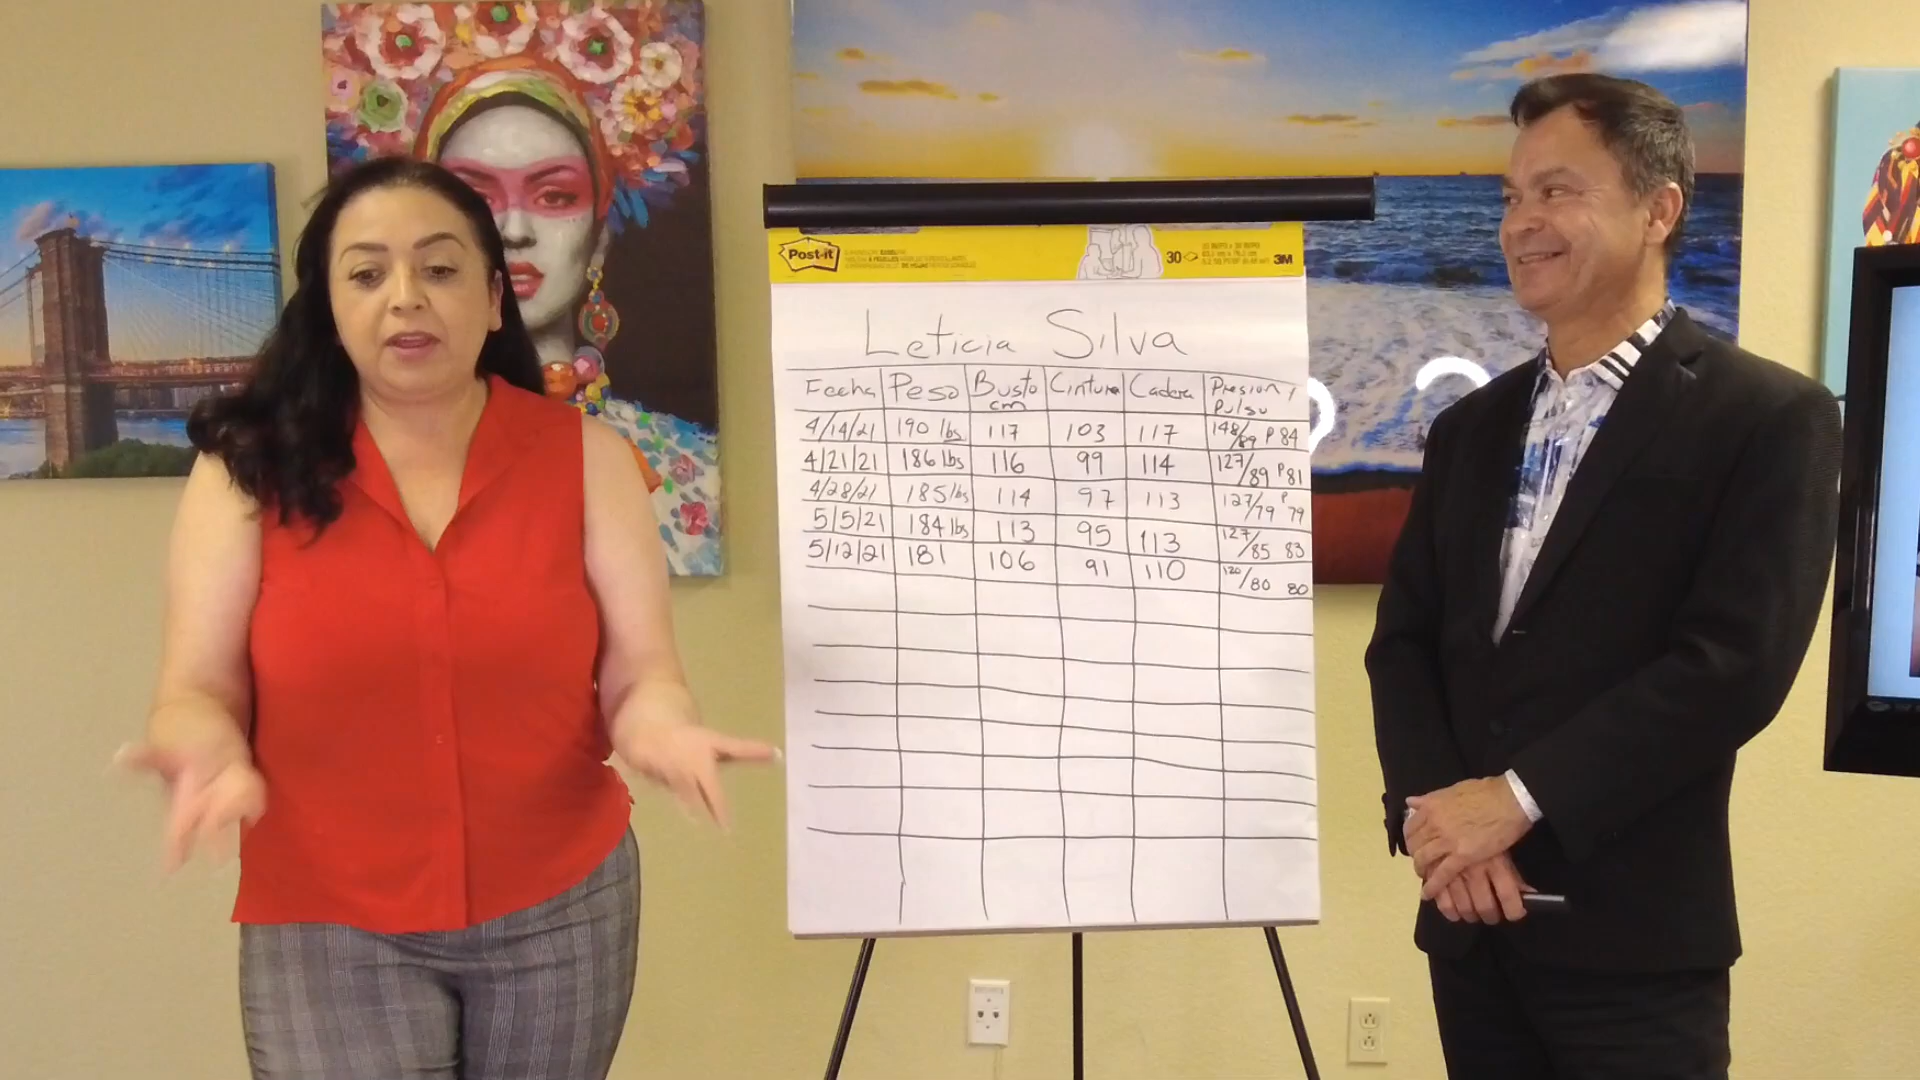 Post-it
30
3M
Leticia Silva
Fecha Peso Busto cm Cintura Cadera Presion y Pulso
4/14/21 190 lbs 117 103 117 148/89 P 84
4/21/21 186 lbs 116 99 114 127/89 P 81
4/28/21 185 lbs 114 97 113 127/79 P 79
5/5/21 184 lbs 113 95 113 127/85 83
5/12/21 181 106 91 110 120/80 80